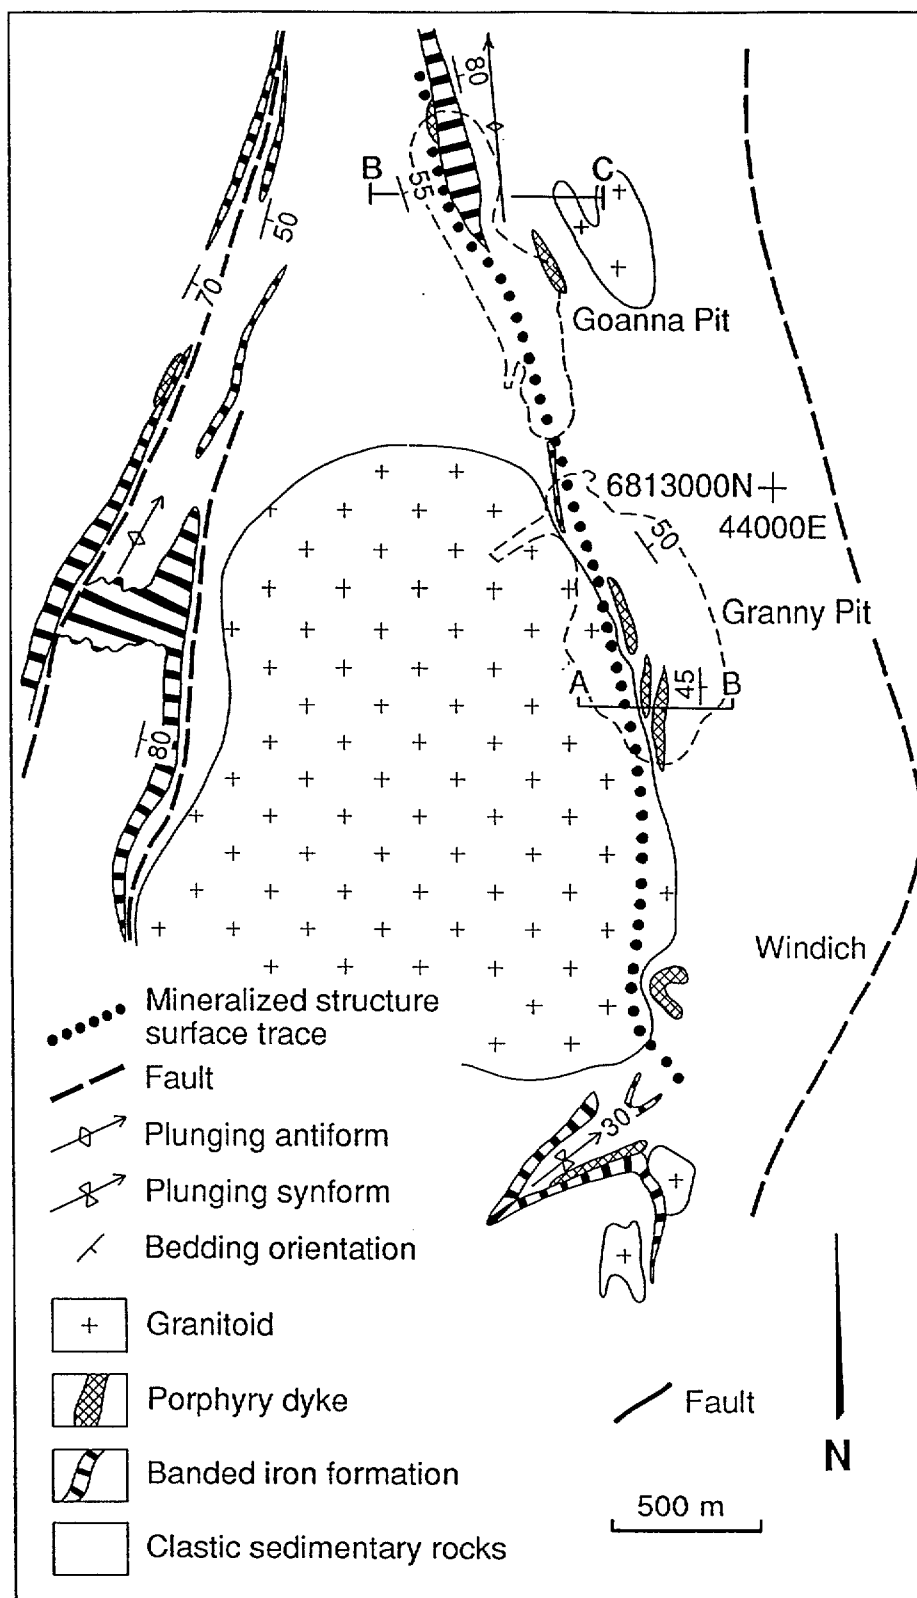 80
B
55
C
50
70
Goanna Pit
6813000N
44000E
50
Granny Pit
A
45
B
80
Windich
Mineralized structure
surface trace
Fault
Plunging antiform
30
Plunging synform
Bedding orientation
Granitoid
Porphyry dyke
Fault
Banded iron formation
N
500 m
Clastic sedimentary rocks